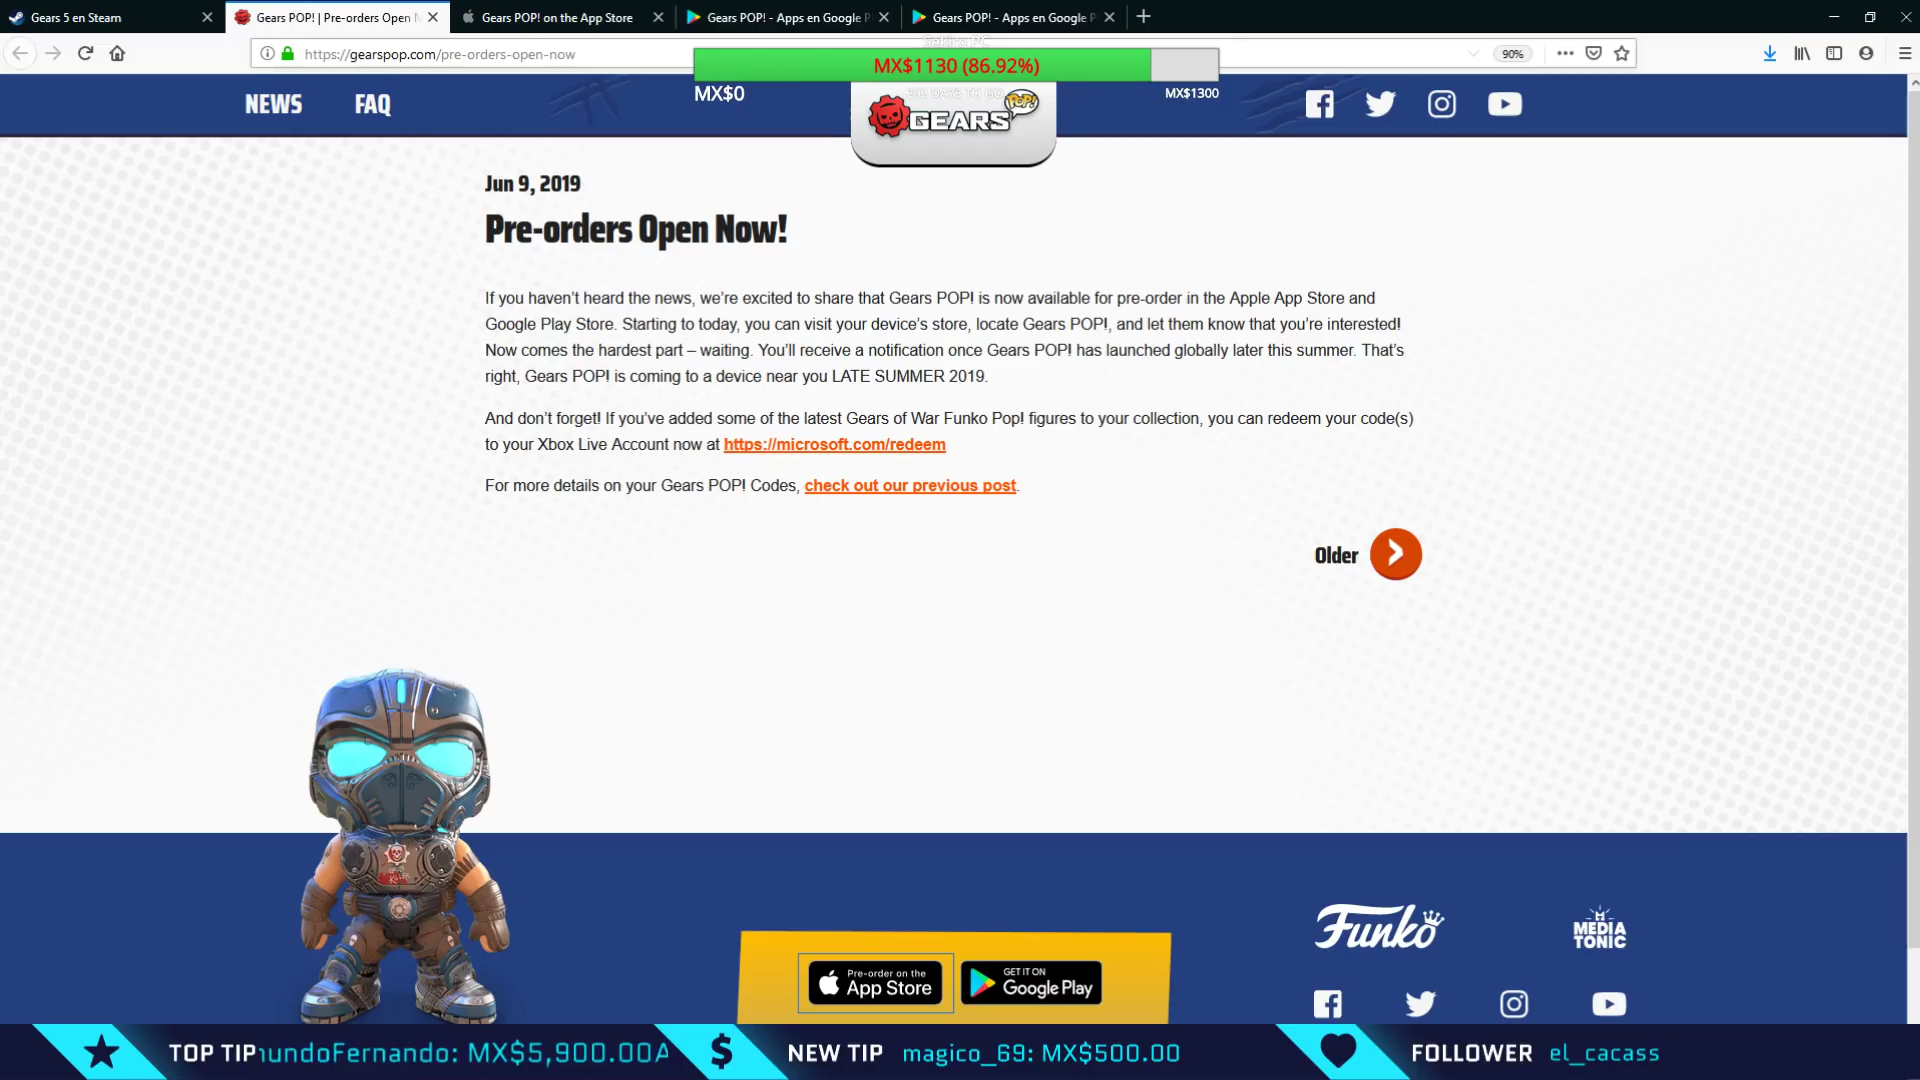 Gears 5 en Steam
Gears POP! | Pre-orders Open N
Gears POP! on the App Store
Gears POP! - Apps en Google P
Gears POP! - Apps en Google P
https://gearspop.com/pre-orders-open-now
90%
Sekiro PC
MX$1130 (86.92%)
MX$0
MX$1300
NEWS
FAQ
GEARS POP!
Jun 9, 2019
Pre-orders Open Now!
If you haven’t heard the news, we’re excited to share that Gears POP! is now available for pre-order in the Apple App Store and
Google Play Store. Starting to today, you can visit your device’s store, locate Gears POP!, and let them know that you’re interested!
Now comes the hardest part – waiting. You’ll receive a notification once Gears POP! has launched globally later this summer. That’s
right, Gears POP! is coming to a device near you LATE SUMMER 2019.
And don’t forget! If you’ve added some of the latest Gears of War Funko Pop! figures to your collection, you can redeem your code(s)
to your Xbox Live Account now at https://microsoft.com/redeem
For more details on your Gears POP! Codes, check out our previous post.
Older
Funko
MEDIA
TONIC
Pre-order on the
App Store
GET IT ON
Google Play
TOP TIP
undoFernando: MX$5,900.00A
NEW TIP
magico_69: MX$500.00
FOLLOWER
el_cacass